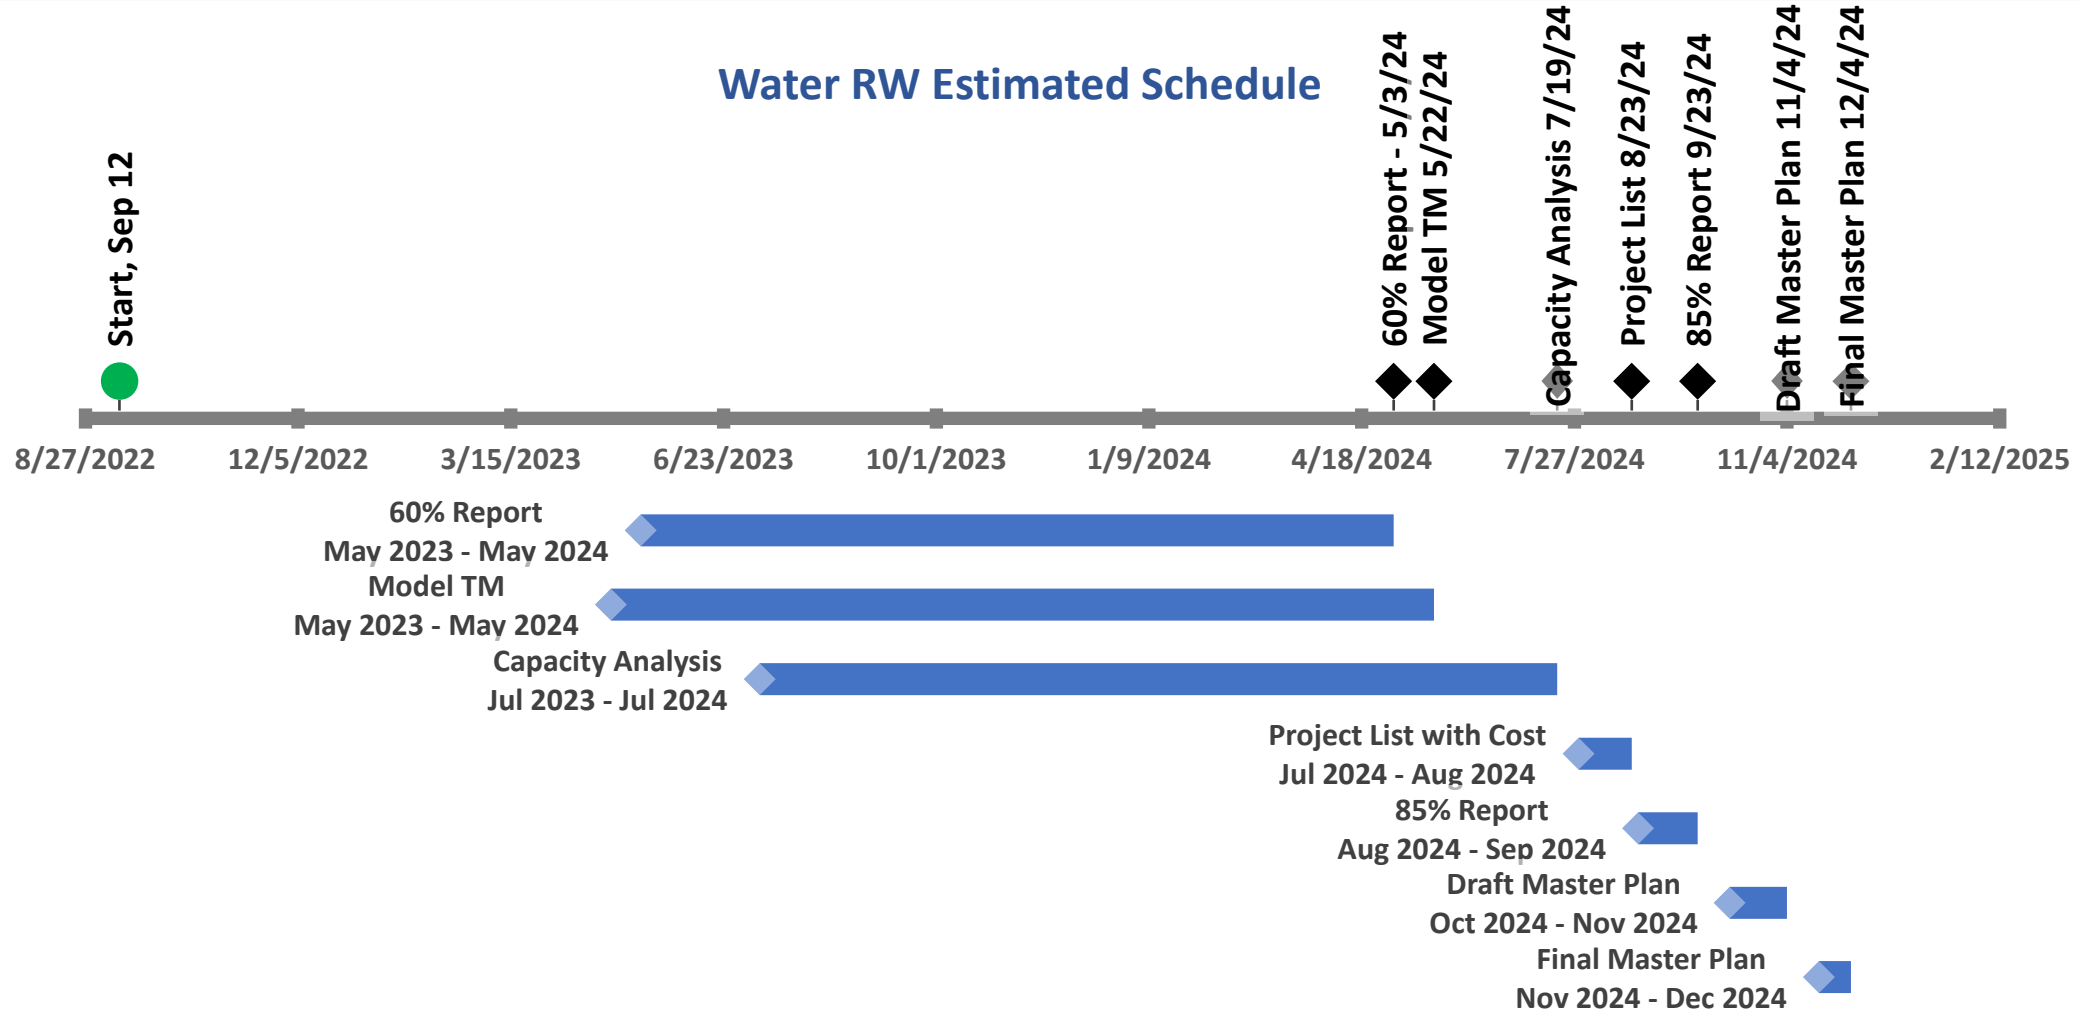 Water RW Estimated Schedule
Start, Sep 12
60% Report - 5/3/24
Model TM 5/22/24
Capacity Analysis 7/19/24
Project List 8/23/24
85% Report 9/23/24
Draft Master Plan 11/4/24
Final Master Plan 12/4/24
8/27/2022 12/5/2022 3/15/2023 6/23/2023 10/1/2023 1/9/2024 4/18/2024 7/27/2024 11/4/2024 2/12/2025
60% Report
May 2023 - May 2024
Model TM
May 2023 - May 2024
Capacity Analysis
Jul 2023 - Jul 2024
Project List with Cost
Jul 2024 - Aug 2024
85% Report
Aug 2024 - Sep 2024
Draft Master Plan
Oct 2024 - Nov 2024
Final Master Plan
Nov 2024 - Dec 2024